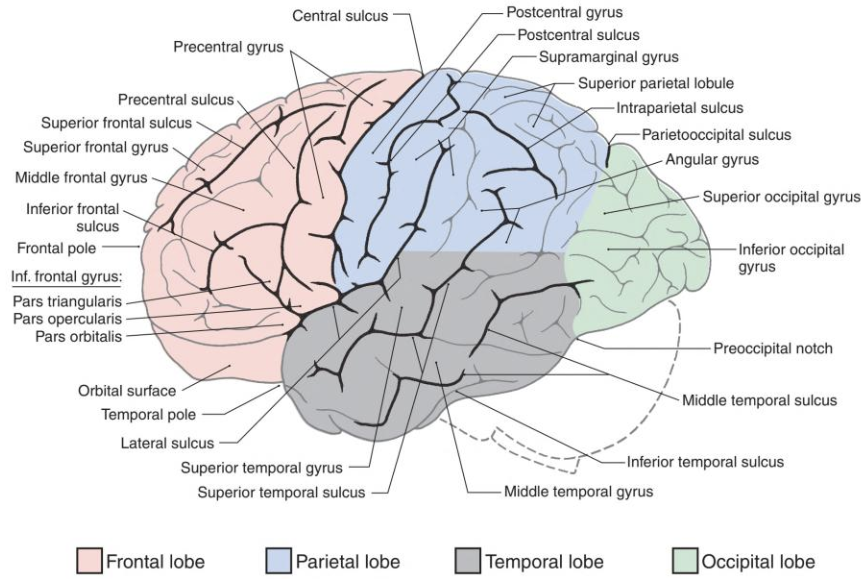 Central sulcus
Precentral gyrus
Precentral sulcus
Superior frontal sulcus
Superior frontal gyrus
Middle frontal gyrus
Inferior frontal
sulcus
Frontal pole
Inf. frontal gyrus:
Pars triangularis
Pars opercularis
Pars orbitalis
Orbital surface
Temporal pole
Lateral sulcus
Superior temporal gyrus
Superior temporal sulcus
Postcentral gyrus
Postcentral sulcus
Supramarginal gyrus
Superior parietal lobule
Intraparietal sulcus
Parietooccipital sulcus
Angular gyrus
Superior occipital gyrus
Inferior occipital
gyrus
Preoccipital notch
Middle temporal sulcus
Inferior temporal sulcus
Middle temporal gyrus
Frontal lobe
Parietal lobe
Temporal lobe
Occipital lobe